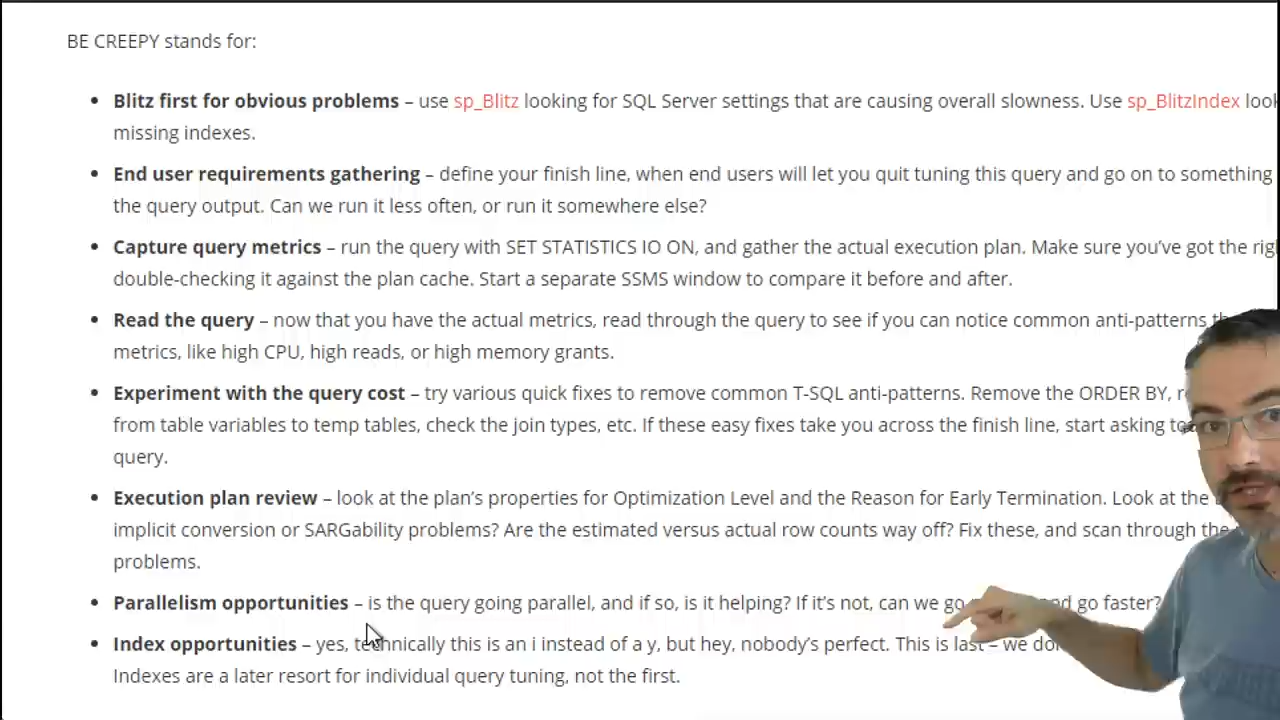 BE CREEPY stands for:
Blitz first for obvious problems – use sp_Blitz looking for SQL Server settings that are causing overall slowness. Use sp_BlitzIndex
missing indexes.
End user requirements gathering – define your finish line, when end users will let you quit tuning this query and go on to something
the query output. Can we run it less often, or run it somewhere else?
Capture query metrics – run the query with SET STATISTICS IO ON, and gather the actual execution plan. Make sure you’ve got the
double-checking it against the plan cache. Start a separate SSMS window to compare it before and after.
Read the query – now that you have the actual metrics, read through the query to see if you can notice common anti-patterns
metrics, like high CPU, high reads, or high memory grants.
Experiment with the query cost – try various quick fixes to remove common T-SQL anti-patterns. Remove the ORDER BY,
from table variables to temp tables, check the join types, etc. If these easy fixes take you across the finish line, start asking
query.
Execution plan review – look at the plan’s properties for Optimization Level and the Reason for Early Termination. Look at the
implicit conversion or SARGability problems? Are the estimated versus actual row counts way off? Fix these, and scan through the
problems.
Parallelism opportunities – is the query going parallel, and if so, is it helping? If it’s not, can we go and go faster?
Index opportunities – yes, technically this is an i instead of a y, but hey, nobody’s perfect. This is last – we
Indexes are a later resort for individual query tuning, not the first.